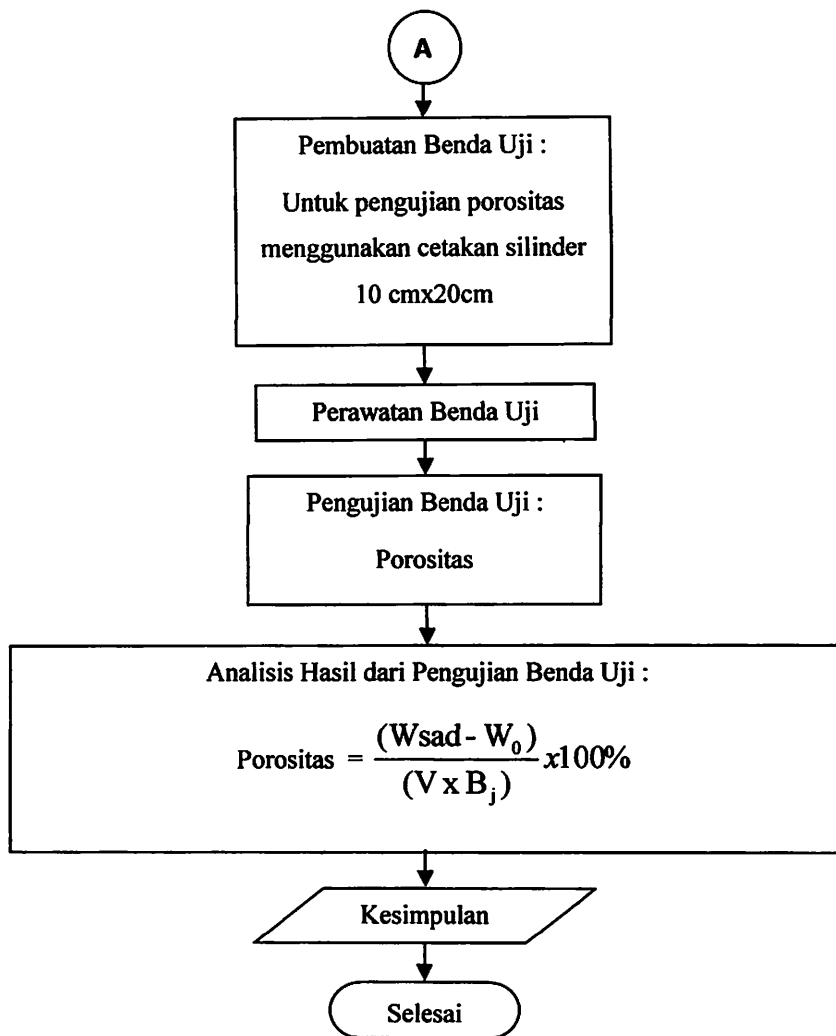 A
Pembuatan Benda Uji :
Untuk pengujian porositas
menggunakan cetakan silinder
10 cmx20cm
Perawatan Benda Uji
Pengujian Benda Uji :
Porositas
Analisis Hasil dari Pengujian Benda Uji :
Porositas = (Wsad - W₀) / (V x Bⱼ) x100%
Kesimpulan
Selesai